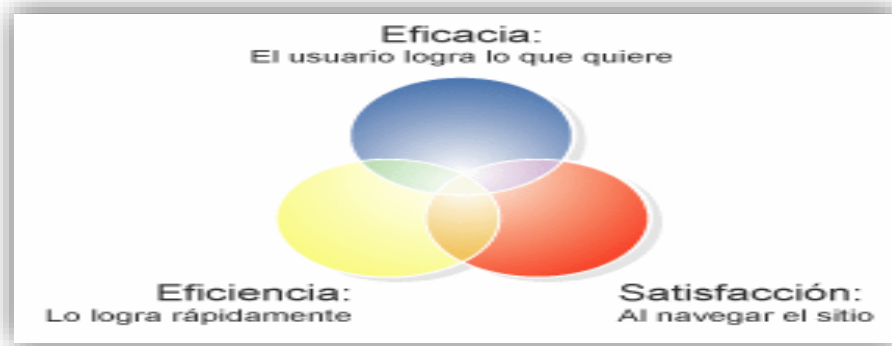 Eficacia:
El usuario logra lo que quiere
Eficiencia:
Lo logra rápidamente
Satisfacción:
Al navegar el sitio